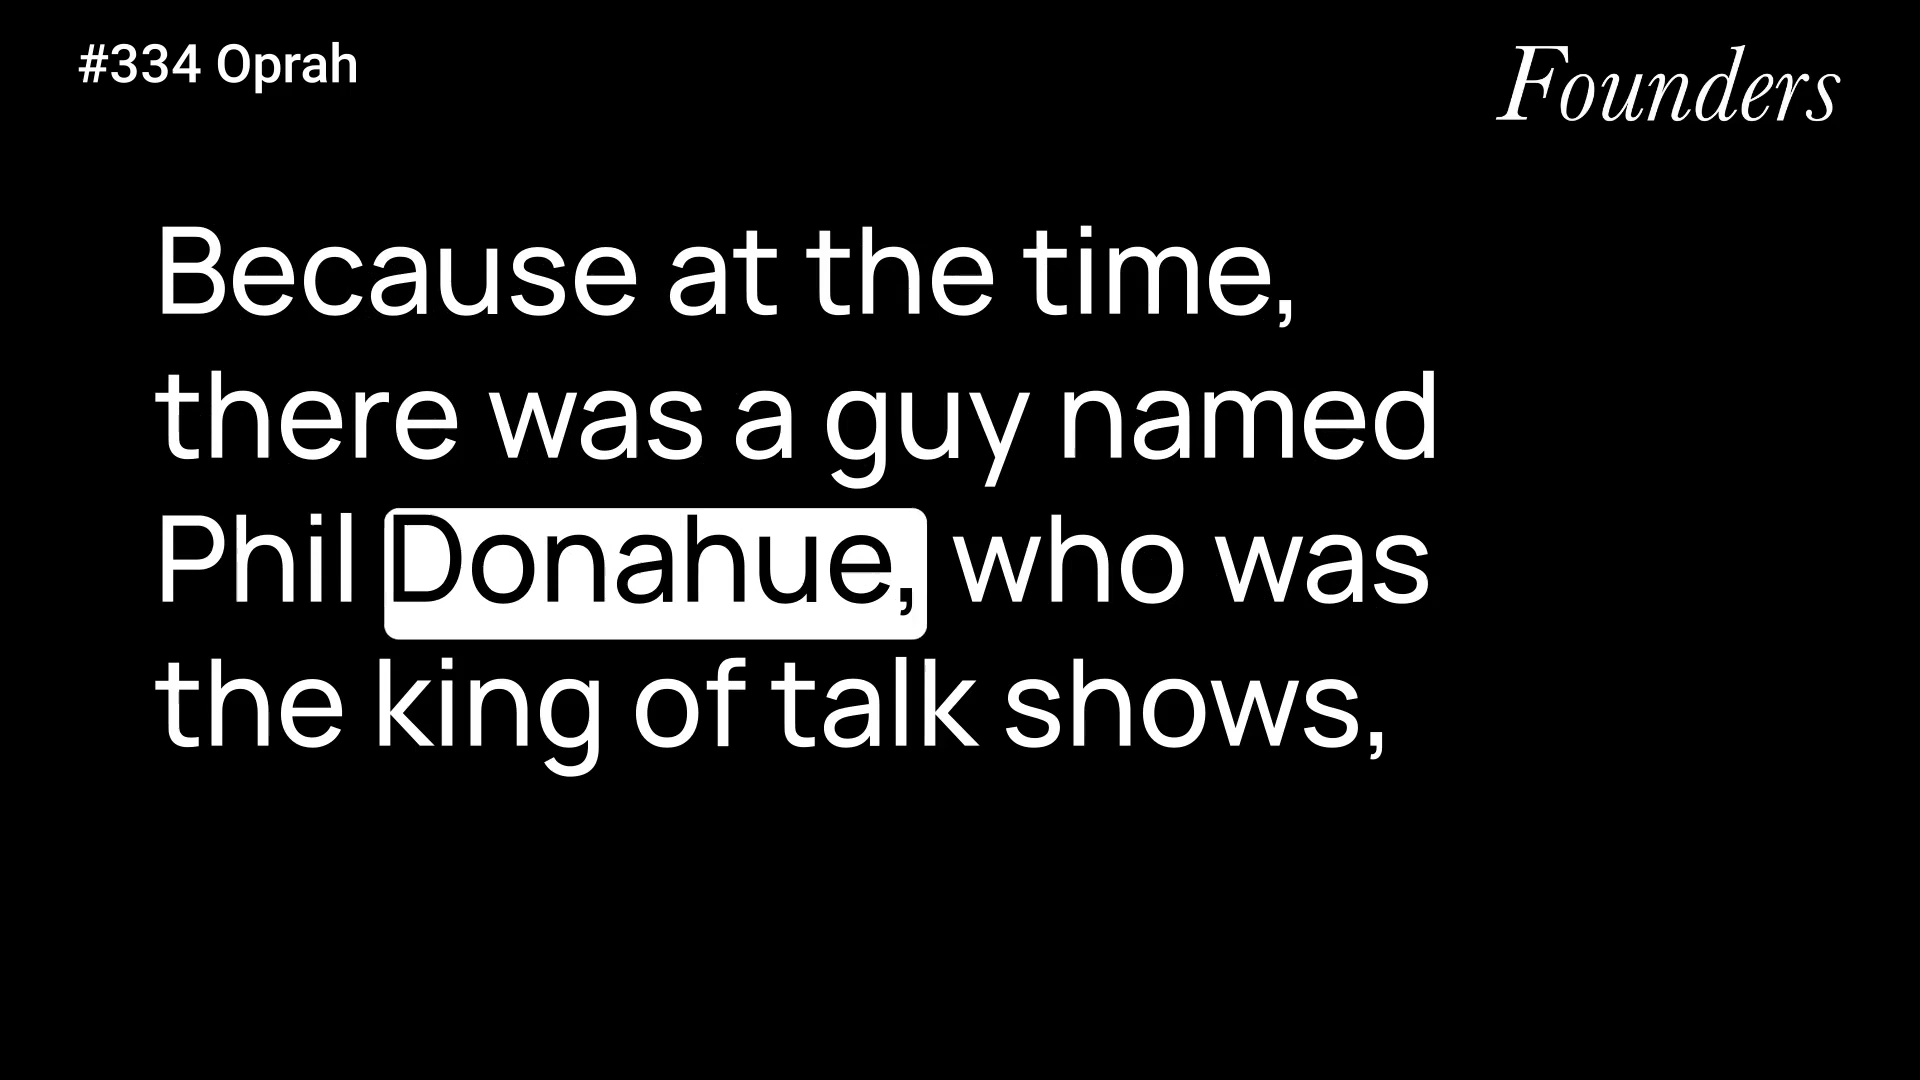 #334 Oprah
Founders
Because at the time,
there was a guy named
Phil Donahue, who was
the king of talk shows,